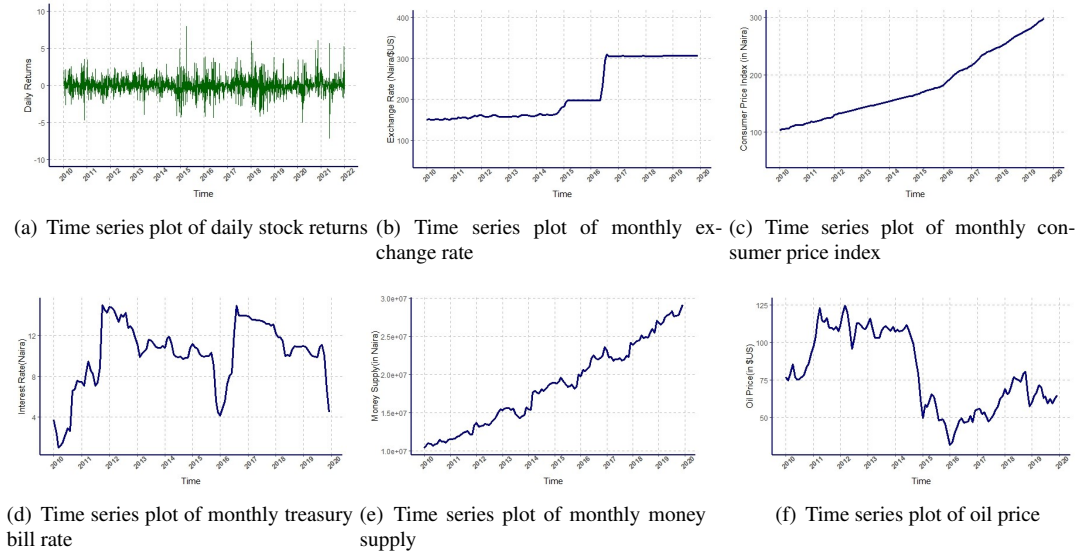 10
5
0
-5
-10
Daily Returns
2010 2011 2012 2013 2014 2015 2016 2017 2018 2019 2020 2021 2022
Time
(a) Time series plot of daily stock returns
400
300
200
100
Exchange Rate (Naira/$US)
2010 2011 2012 2013 2014 2015 2016 2017 2018 2019 2020
Time
(b) Time series plot of monthly ex-
change rate
300
200
100
Consumer Price Index (in Naira)
2010 2011 2012 2013 2014 2015 2016 2017 2018 2019 2020
Time
(c) Time series plot of monthly con-
sumer price index
12
8
4
Interest Rate(Naira)
2010 2011 2012 2013 2014 2015 2016 2017 2018 2019 2020
Time
(d) Time series plot of monthly treasury
bill rate
3.0e+07
2.5e+07
2.0e+07
1.5e+07
1.0e+07
Money Supply(in Naira)
2010 2011 2012 2013 2014 2015 2016 2017 2018 2019 2020
Time
(e) Time series plot of monthly money
supply
125
100
75
50
Oil Price(in $US)
2010 2011 2012 2013 2014 2015 2016 2017 2018 2019 2020
Time
(f) Time series plot of oil price